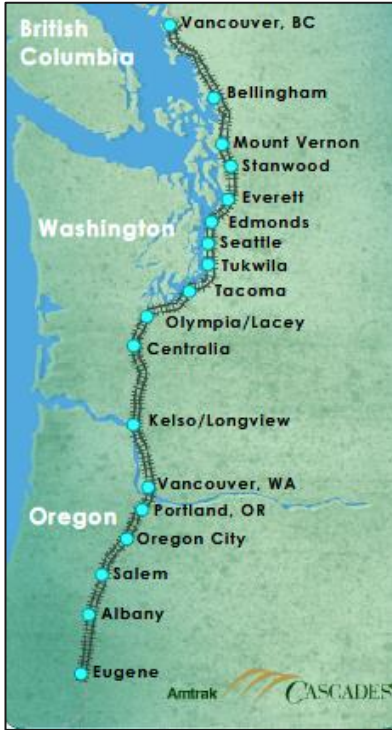 British
Columbia
Vancouver, BC
Bellingham
Mount Vernon
Stanwood
Everett
Washington
Edmonds
Seattle
Tukwila
Tacoma
Olympia/Lacey
Centralia
Kelso/Longview
Vancouver, WA
Oregon
Portland, OR
Oregon City
Salem
Albany
Eugene
Amtrak CASCADES